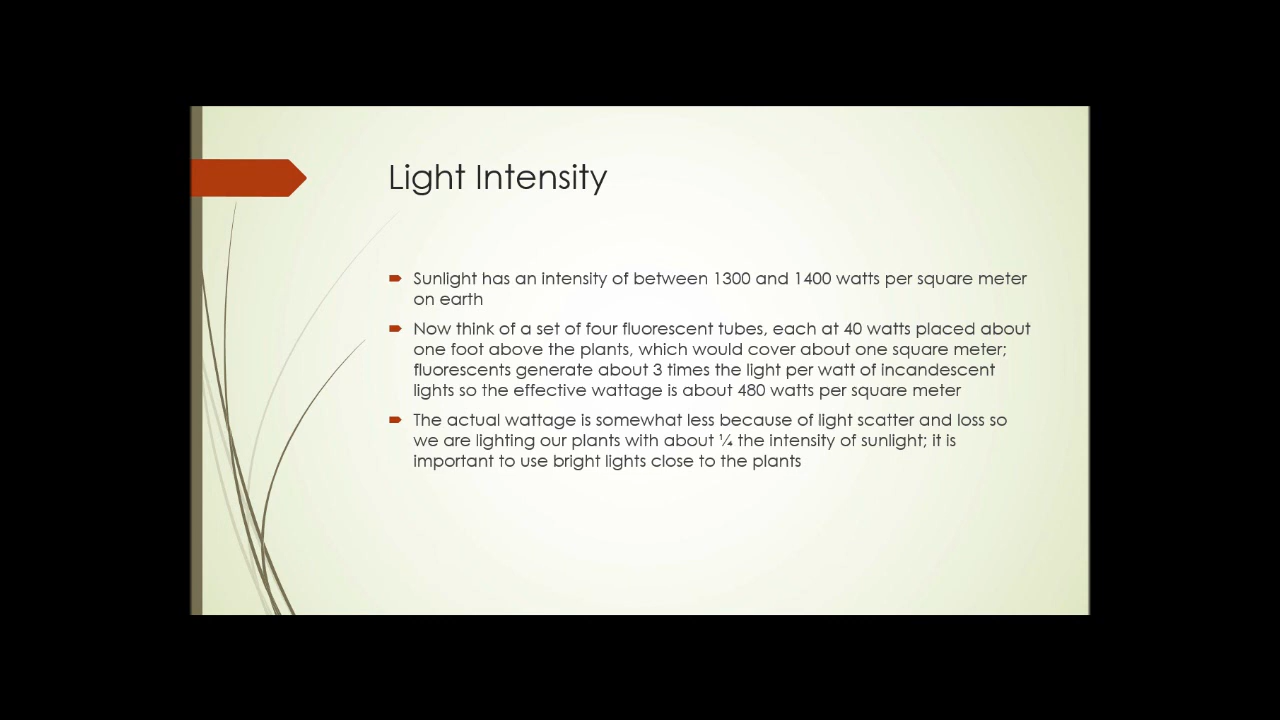 Light Intensity
Sunlight has an intensity of between 1300 and 1400 watts per square meter
on earth
Now think of a set of four fluorescent tubes, each at 40 watts placed about
one foot above the plants, which would cover about one square meter;
fluorescents generate about 3 times the light per watt of incandescent
lights so the effective wattage is about 480 watts per square meter
The actual wattage is somewhat less because of light scatter and loss so
we are lighting our plants with about ¼ the intensity of sunlight; it is
important to use bright lights close to the plants